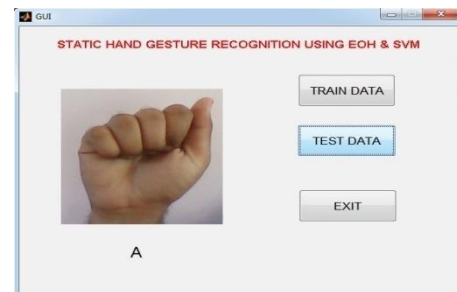 GUI
STATIC HAND GESTURE RECOGNITION USING EOH & SVM
TRAIN DATA
TEST DATA
EXIT
A